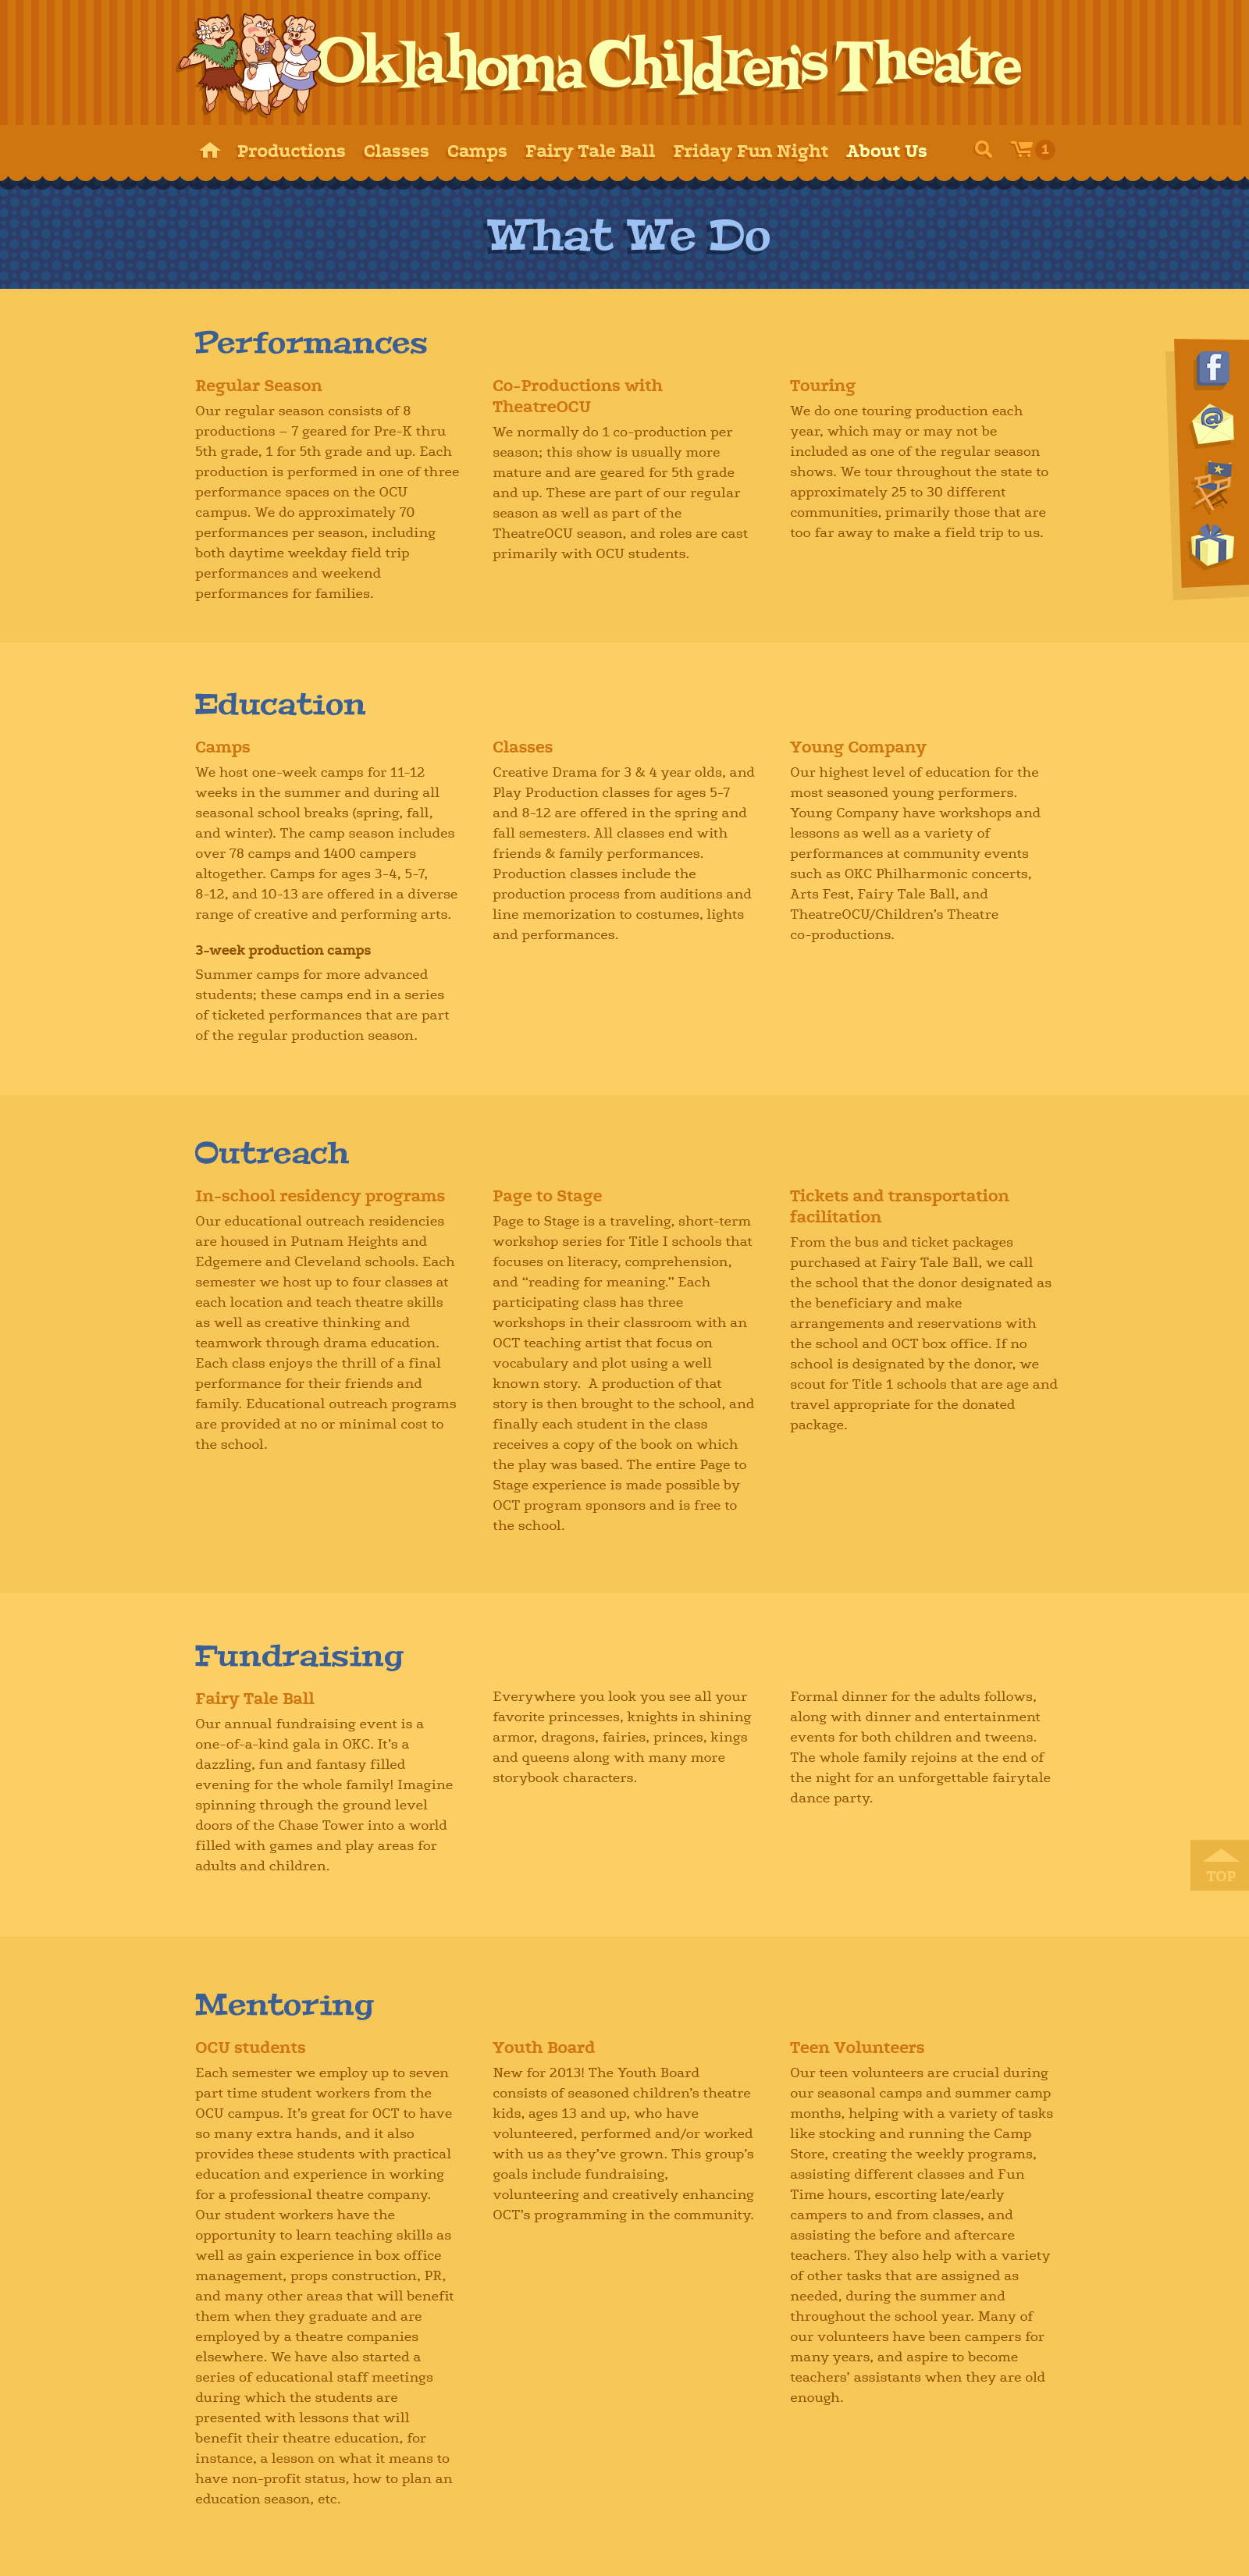 Oklahoma Children's Theatre
Productions Classes Camps Fairy Tale Ball Friday Fun Night About Us 1
What We Do
Performances
Regular Season
Our regular season consists of 8
productions – 7 geared for Pre-K thru
5th grade, 1 for 5th grade and up. Each
production is performed in one of three
performance spaces on the OCU
campus. We do approximately 70
performances per season, including
both daytime weekday field trip
performances and weekend
performances for families.
Co-Productions with
TheatreOCU
We normally do 1 co-production per
season; this show is usually more
mature and are geared for 5th grade
and up. These are part of our regular
season as well as part of the
TheatreOCU season, and roles are cast
primarily with OCU students.
Touring
We do one touring production each
year, which may or may not be
included as one of the regular season
shows. We tour throughout the state to
approximately 25 to 30 different
communities, primarily those that are
too far away to make a field trip to us.
f
@
Education
Camps
We host one-week camps for 11-12
weeks in the summer and during all
seasonal school breaks (spring, fall,
and winter). The camp season includes
over 78 camps and 1400 campers
altogether. Camps for ages 3-4, 5-7,
8-12, and 10-13 are offered in a diverse
range of creative and performing arts.
3-week production camps
Summer camps for more advanced
students; these camps end in a series
of ticketed performances that are part
of the regular production season.
Classes
Creative Drama for 3 & 4 year olds, and
Play Production classes for ages 5-7
and 8-12 are offered in the spring and
fall semesters. All classes end with
friends & family performances.
Production classes include the
production process from auditions and
line memorization to costumes, lights
and performances.
Young Company
Our highest level of education for the
most seasoned young performers.
Young Company have workshops and
lessons as well as a variety of
performances at community events
such as OKC Philharmonic concerts,
Arts Fest, Fairy Tale Ball, and
TheatreOCU/Children's Theatre
co-productions.
Outreach
In-school residency programs
Our educational outreach residencies
are housed in Putnam Heights and
Edgemere and Cleveland schools. Each
semester we host up to four classes at
each location and teach theatre skills
as well as creative thinking and
teamwork through drama education.
Each class enjoys the thrill of a final
performance for their friends and
family. Educational outreach programs
are provided at no or minimal cost to
the school.
Page to Stage
Page to Stage is a traveling, short-term
workshop series for Title I schools that
focuses on literacy, comprehension,
and “reading for meaning.” Each
participating class has three
workshops in their classroom with an
OCT teaching artist that focus on
vocabulary and plot using a well
known story.  A production of that
story is then brought to the school, and
finally each student in the class
receives a copy of the book on which
the play was based. The entire Page to
Stage experience is made possible by
OCT program sponsors and is free to
the school.
Tickets and transportation
facilitation
From the bus and ticket packages
purchased at Fairy Tale Ball, we call
the school that the donor designated as
the beneficiary and make
arrangements and reservations with
the school and OCT box office. If no
school is designated by the donor, we
scout for Title 1 schools that are age and
travel appropriate for the donated
package.
Fundraising
Fairy Tale Ball
Our annual fundraising event is a
one-of-a-kind gala in OKC. It's a
dazzling, fun and fantasy filled
evening for the whole family! Imagine
spinning through the ground level
doors of the Chase Tower into a world
filled with games and play areas for
adults and children.
Everywhere you look you see all your
favorite princesses, knights in shining
armor, dragons, fairies, princes, kings
and queens along with many more
storybook characters.
Formal dinner for the adults follows,
along with dinner and entertainment
events for both children and tweens.
The whole family rejoins at the end of
the night for an unforgettable fairytale
dance party.
TOP
Mentoring
OCU students
Each semester we employ up to seven
part time student workers from the
OCU campus. It's great for OCT to have
so many extra hands, and it also
provides these students with practical
education and experience in working
for a professional theatre company.
Our student workers have the
opportunity to learn teaching skills as
well as gain experience in box office
management, props construction, PR,
and many other areas that will benefit
them when they graduate and are
employed by a theatre companies
elsewhere. We have also started a
series of educational staff meetings
during which the students are
presented with lessons that will
benefit their theatre education, for
instance, a lesson on what it means to
have non-profit status, how to plan an
education season, etc.
Youth Board
New for 2013! The Youth Board
consists of seasoned children's theatre
kids, ages 13 and up, who have
volunteered, performed and/or worked
with us as they've grown. This group's
goals include fundraising,
volunteering and creatively enhancing
OCT's programming in the community.
Teen Volunteers
Our teen volunteers are crucial during
our seasonal camps and summer camp
months, helping with a variety of tasks
like stocking and running the Camp
Store, creating the weekly programs,
assisting different classes and Fun
Time hours, escorting late/early
campers to and from classes, and
assisting the before and aftercare
teachers. They also help with a variety
of other tasks that are assigned as
needed, during the summer and
throughout the school year. Many of
our volunteers have been campers for
many years, and aspire to become
teachers' assistants when they are old
enough.